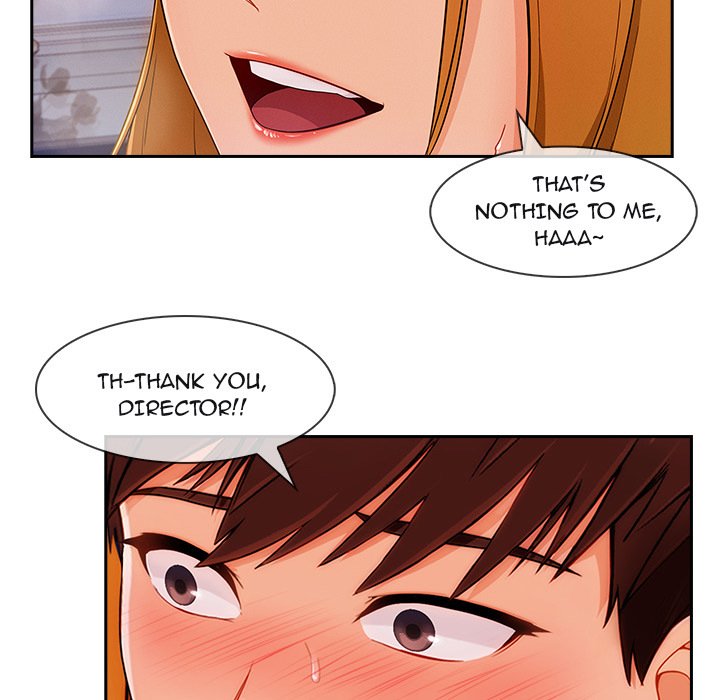 THAT'S
NOTHING TO ME,
HAAA~
TH-THANK YOU,
DIRECTOR!!